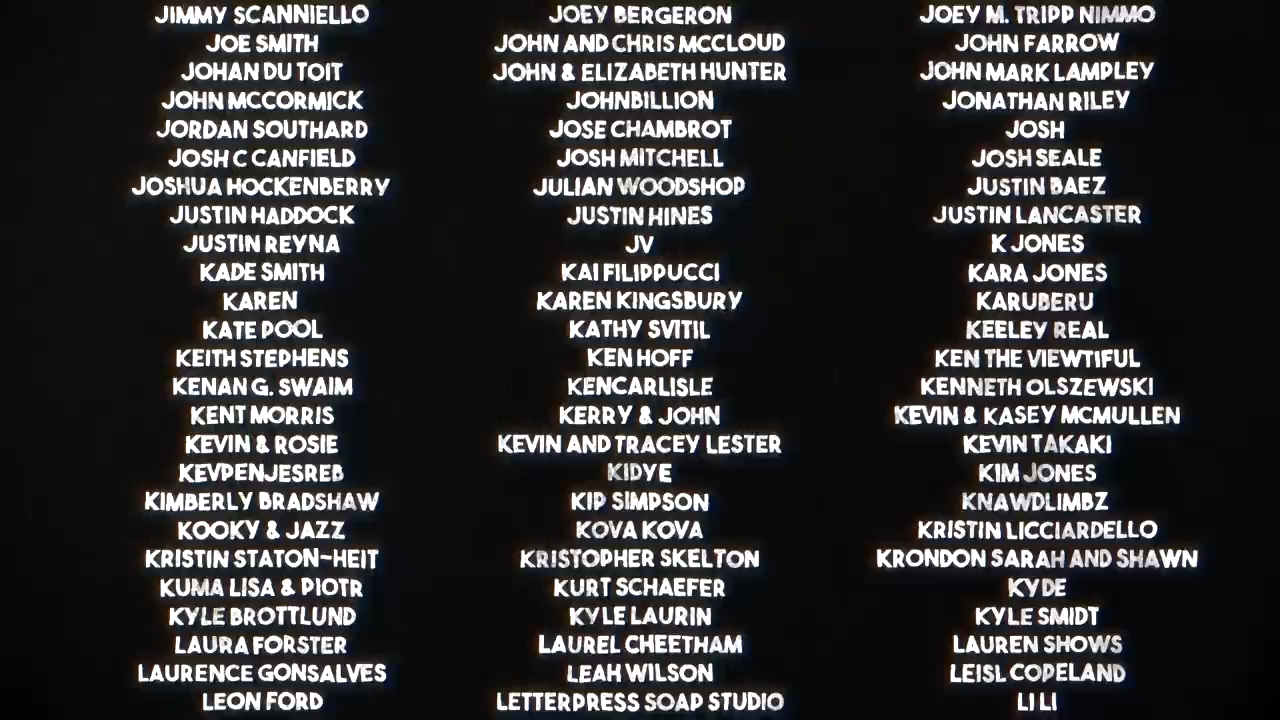 JIMMY SCANNIELLO JOEY BERGERON JOEY M. TRIPP NIMMO
JOE SMITH JOHN AND CHRIS MCCLOUD JOHN FARROW
JOHAN DU TOIT JOHN & ELIZABETH HUNTER JOHN MARK LAMPLEY
JOHN MCCORMICK JOHNBILLION JONATHAN RILEY
JORDAN SOUTHARD JOSE CHAMBROT JOSH
JOSH C CANFIELD JOSH MITCHELL JOSH SEALE
JOSHUA HOCKENBERRY JULIAN WOODSHOP JUSTIN BAEZ
JUSTIN HADDOCK JUSTIN HINES JUSTIN LANCASTER
JUSTIN REYNA JV K JONES
KADE SMITH KAI FILIPPUCCI KARA JONES
KAREN KAREN KINGSBURY KARUBERU
KATE POOL KATHY SVITIL KEELEY REAL
KEITH STEPHENS KEN HOFF KEN THE VIEWTIFUL
KENAN G. SWAIM KENCARLISLE KENNETH OLSZEWSKI
KENT MORRIS KERRY & JOHN KEVIN & KASEY MCMULLEN
KEVIN & ROSIE KEVIN AND TRACEY LESTER KEVIN TAKAKI
KEVPENJESREB KIDYE KIM JONES
KIMBERLY BRADSHAW KIP SIMPSON KNAWDLIMBZ
KOOKY & JAZZ KOVA KOVA KRISTIN LICCIARDELLO
KRISTIN STATON-HEIT KRISTOPHER SKELTON KRONDON SARAH AND SHAWN
KUMA LISA & PIOTR KURT SCHAEFER KYDE
KYLE BROTTLUND KYLE LAURIN KYLE SMIDT
LAURA FORSTER LAUREL CHEETHAM LAUREN SHOWS
LAURENCE GONSALVES LEAH WILSON LEISL COPELAND
LEON FORD LETTERPRESS SOAP STUDIO LI LI